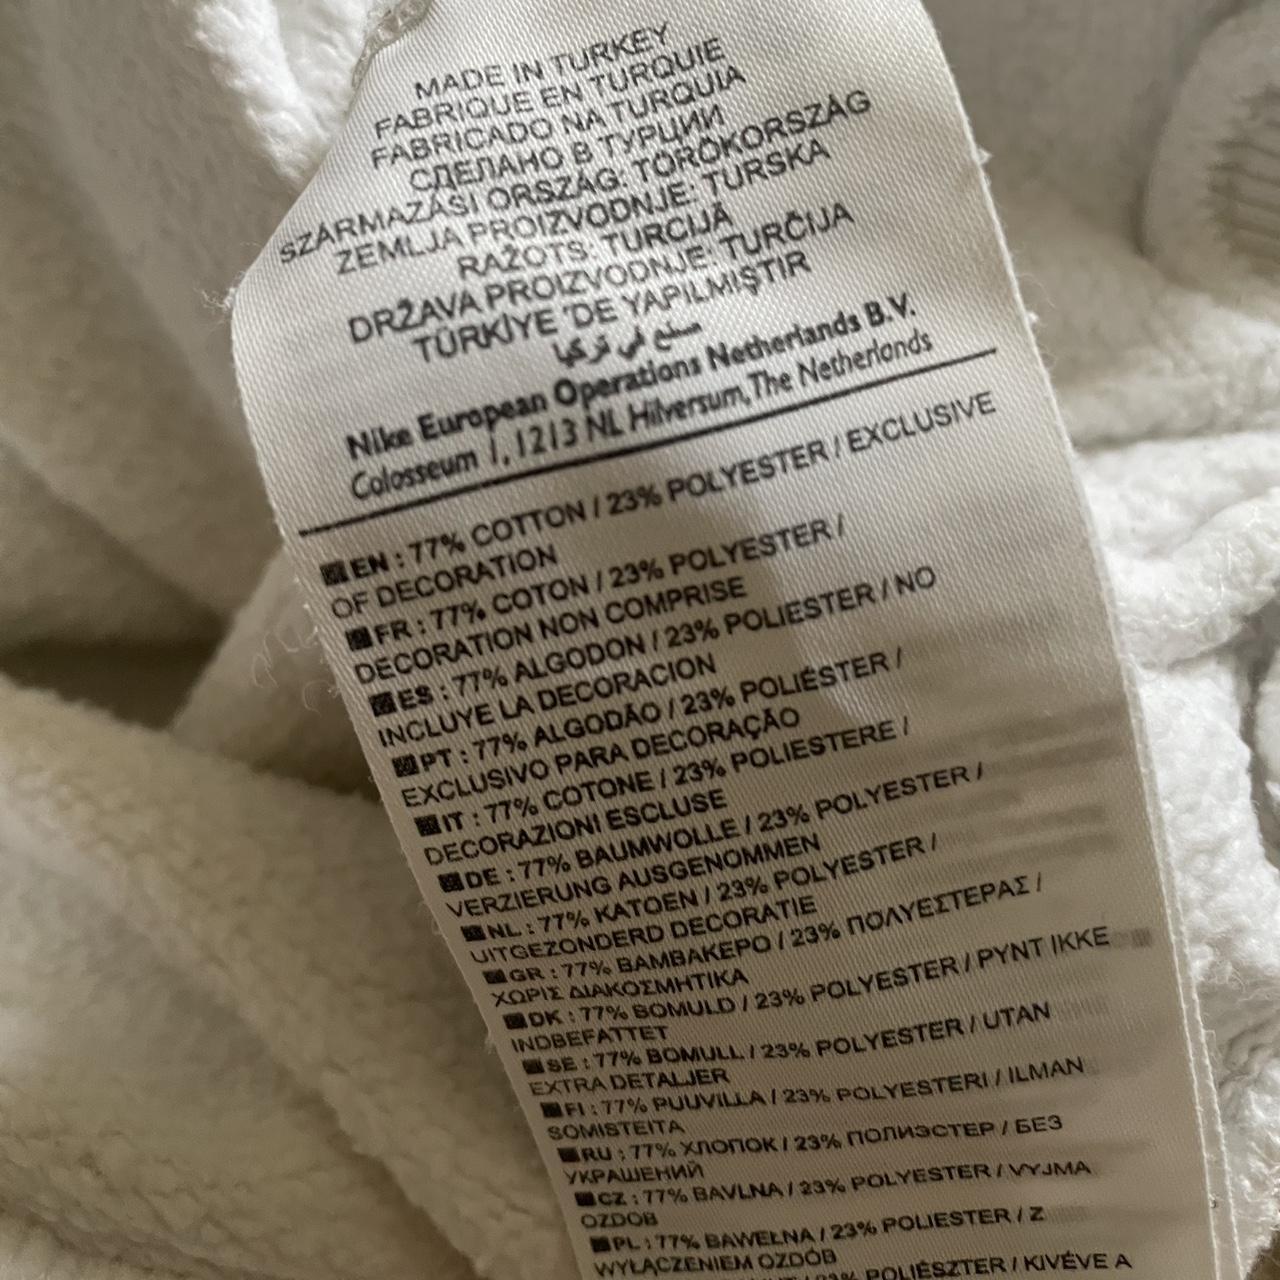 MADE IN TURKEY
FABRIQUE EN TURQUIE
FABRICADO NA TURQUIA
СДЕЛАНО В ТУРЦИИ
SZÁRMAZÁSI ORSZÁG: TÖRÖKORSZÁG
ZEMLJA PROIZVODNJE: TURSKA
RAŽOTS: TURCIJĀ
DRŽAVA PROIZVODNJE: TURČIJA
TÜRKİYE 'DE YAPILMIŞTIR
صنع في تركيا
Nike European Operations Netherlands B.V.
Colosseum 1, 1213 NL Hilversum, The Netherlands
EN : 77% COTTON / 23% POLYESTER / EXCLUSIVE
OF DECORATION
FR : 77% COTON / 23% POLYESTER /
DECORATION NON COMPRISE
ES : 77% ALGODON / 23% POLIESTER / NO
INCLUYE LA DECORACION
PT : 77% ALGODÃO / 23% POLIÉSTER /
EXCLUSIVO PARA DECORAÇÃO
IT : 77% COTONE / 23% POLIESTERE /
DECORAZIONI ESCLUSE
DE : 77% BAUMWOLLE / 23% POLYESTER /
VERZIERUNG AUSGENOMMEN
NL : 77% KATOEN / 23% POLYESTER /
UITGEZONDERD DECORATIE
GR : 77% ΒΑΜΒΑΚΕΡΟ / 23% ΠΟΛΥΕΣΤΕΡΑΣ /
ΧΩΡΙΣ ΔΙΑΚΟΣΜΗΤΙΚΑ
DK : 77% BOMULD / 23% POLYESTER / PYNT IKKE
INDBEFATTET
SE : 77% BOMULL / 23% POLYESTER / UTAN
EXTRA DETALJER
FI : 77% PUUVILLA / 23% POLYESTERI / ILMAN
SOMISTEITA
RU : 77% ХЛОПОК / 23% ПОЛИЭСТЕР / БЕЗ
УКРАШЕНИЙ
CZ : 77% BAVLNA / 23% POLYESTER / VYJMA
OZDOB
PL : 77% BAWEŁNA / 23% POLIESTER / Z
WYŁĄCZENIEM OZDÓB
23% POLIÉSZTER / KIVÉVE A